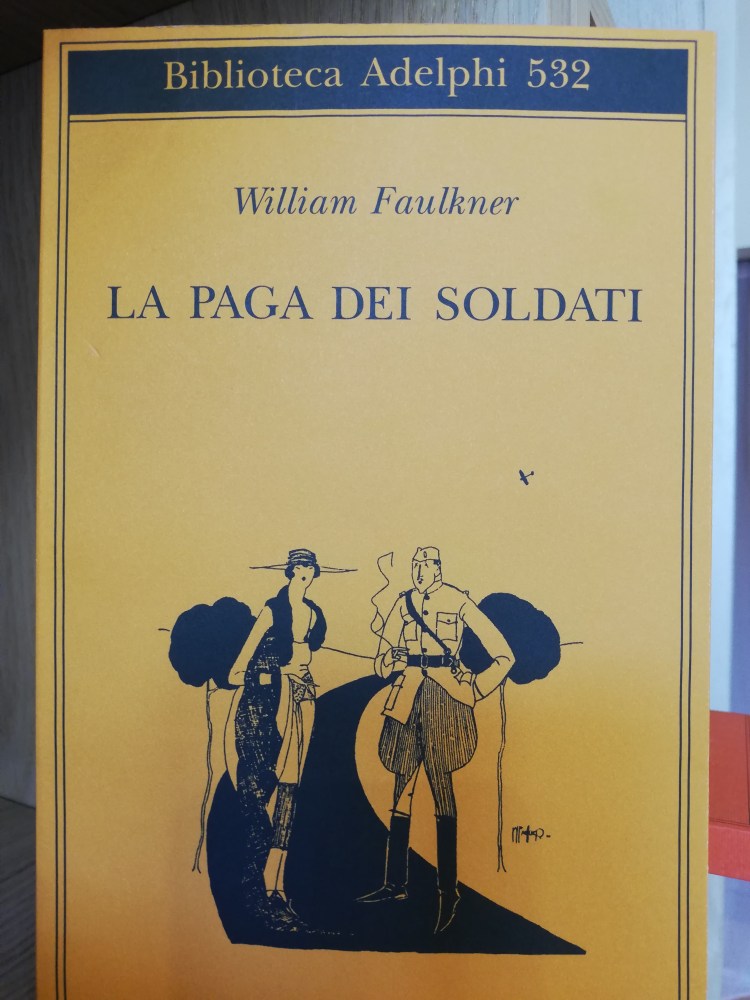 Biblioteca Adelphi 532
William Faulkner
LA PAGA DEI SOLDATI